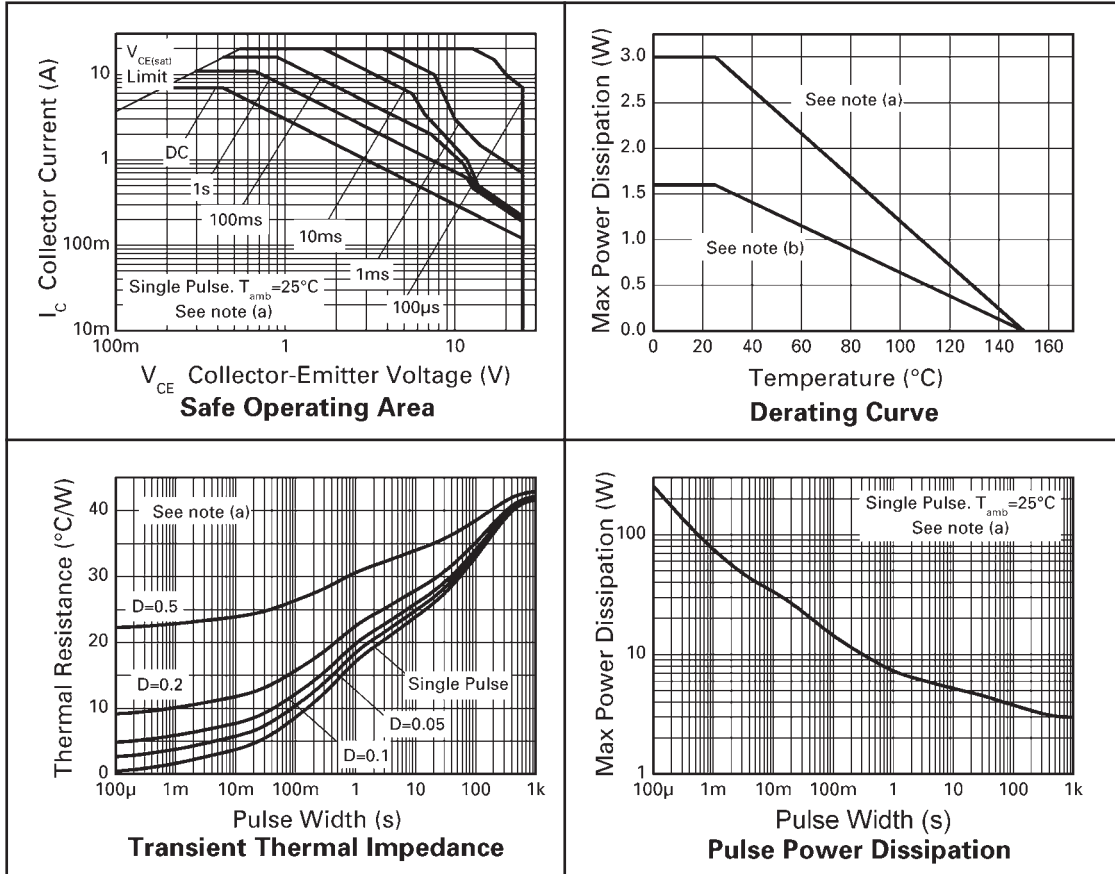 I_C Collector Current (A)
V_CE(sat)
Limit
10
1
100m
10m
DC
1s
100ms
10ms
1ms
100µs
Single Pulse. T_amb=25°C
See note (a)
100m 1 10
V_CE Collector-Emitter Voltage (V)
Safe Operating Area
Max Power Dissipation (W)
3.0
2.5
2.0
1.5
1.0
0.5
0.0
See note (a)
See note (b)
0 20 40 60 80 100 120 140 160
Temperature (°C)
Derating Curve
Thermal Resistance (°C/W)
40
30
20
10
0
See note (a)
D=0.5
D=0.2
Single Pulse
D=0.05
D=0.1
100µ 1m 10m 100m 1 10 100 1k
Pulse Width (s)
Transient Thermal Impedance
Max Power Dissipation (W)
100
10
1
Single Pulse. T_amb=25°C
See note (a)
100µ 1m 10m 100m 1 10 100 1k
Pulse Width (s)
Pulse Power Dissipation